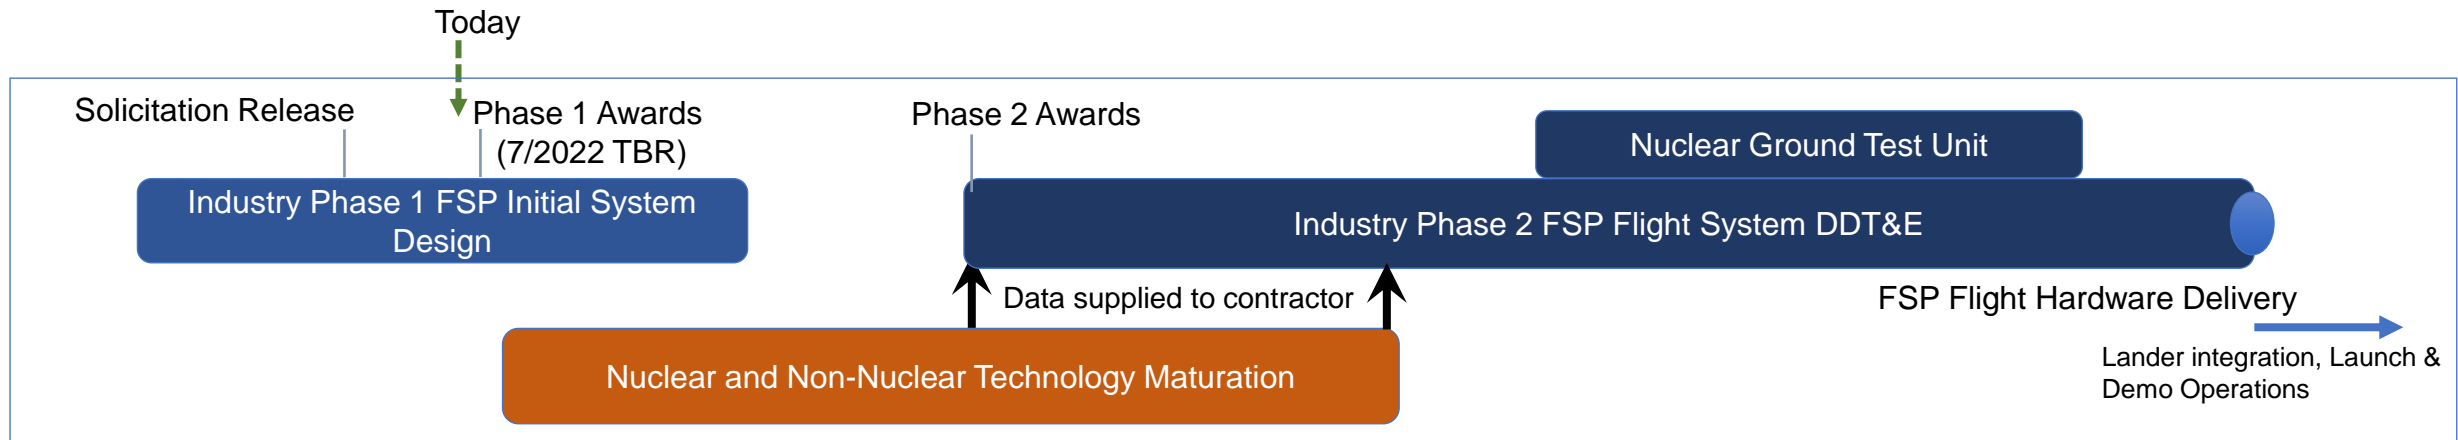 Today
Solicitation Release
Phase 1 Awards
(7/2022 TBR)
Phase 2 Awards
Nuclear Ground Test Unit
Industry Phase 1 FSP Initial System
Design
Industry Phase 2 FSP Flight System DDT&E
Data supplied to contractor
FSP Flight Hardware Delivery
Nuclear and Non-Nuclear Technology Maturation
Lander integration, Launch &
Demo Operations